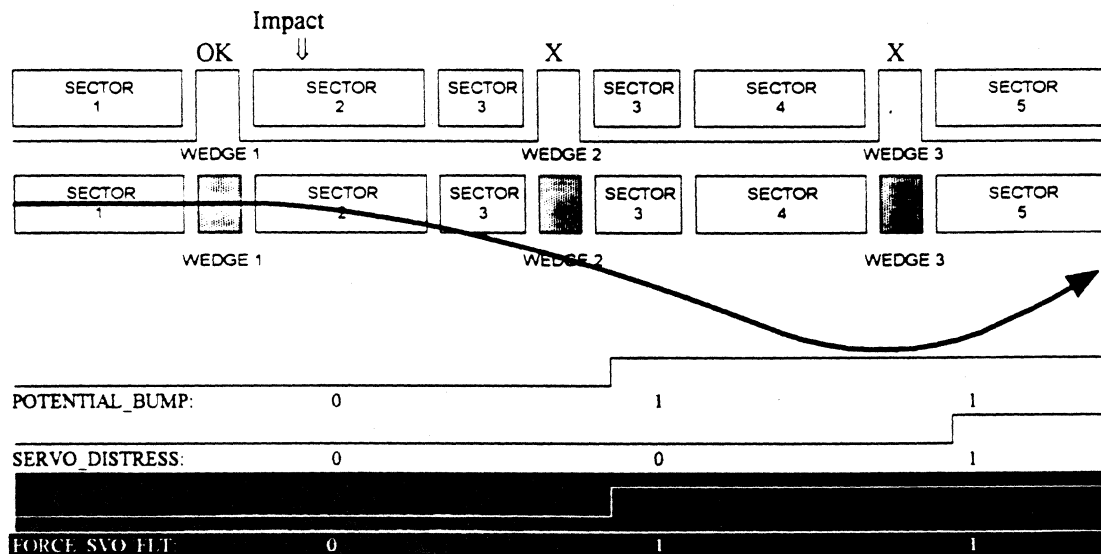 Impact
OK X X
SECTOR 1 SECTOR 2 SECTOR 3 SECTOR 3 SECTOR 4 SECTOR 5
WEDGE 1 WEDGE 2 WEDGE 3
SECTOR 1 SECTOR 2 SECTOR 3 SECTOR 3 SECTOR 4 SECTOR 5
WEDGE 1 WEDGE 2 WEDGE 3
POTENTIAL_BUMP: 0 1 1
SERVO_DISTRESS: 0 0 1
FORCE_SVO_FLT: 0 1 1